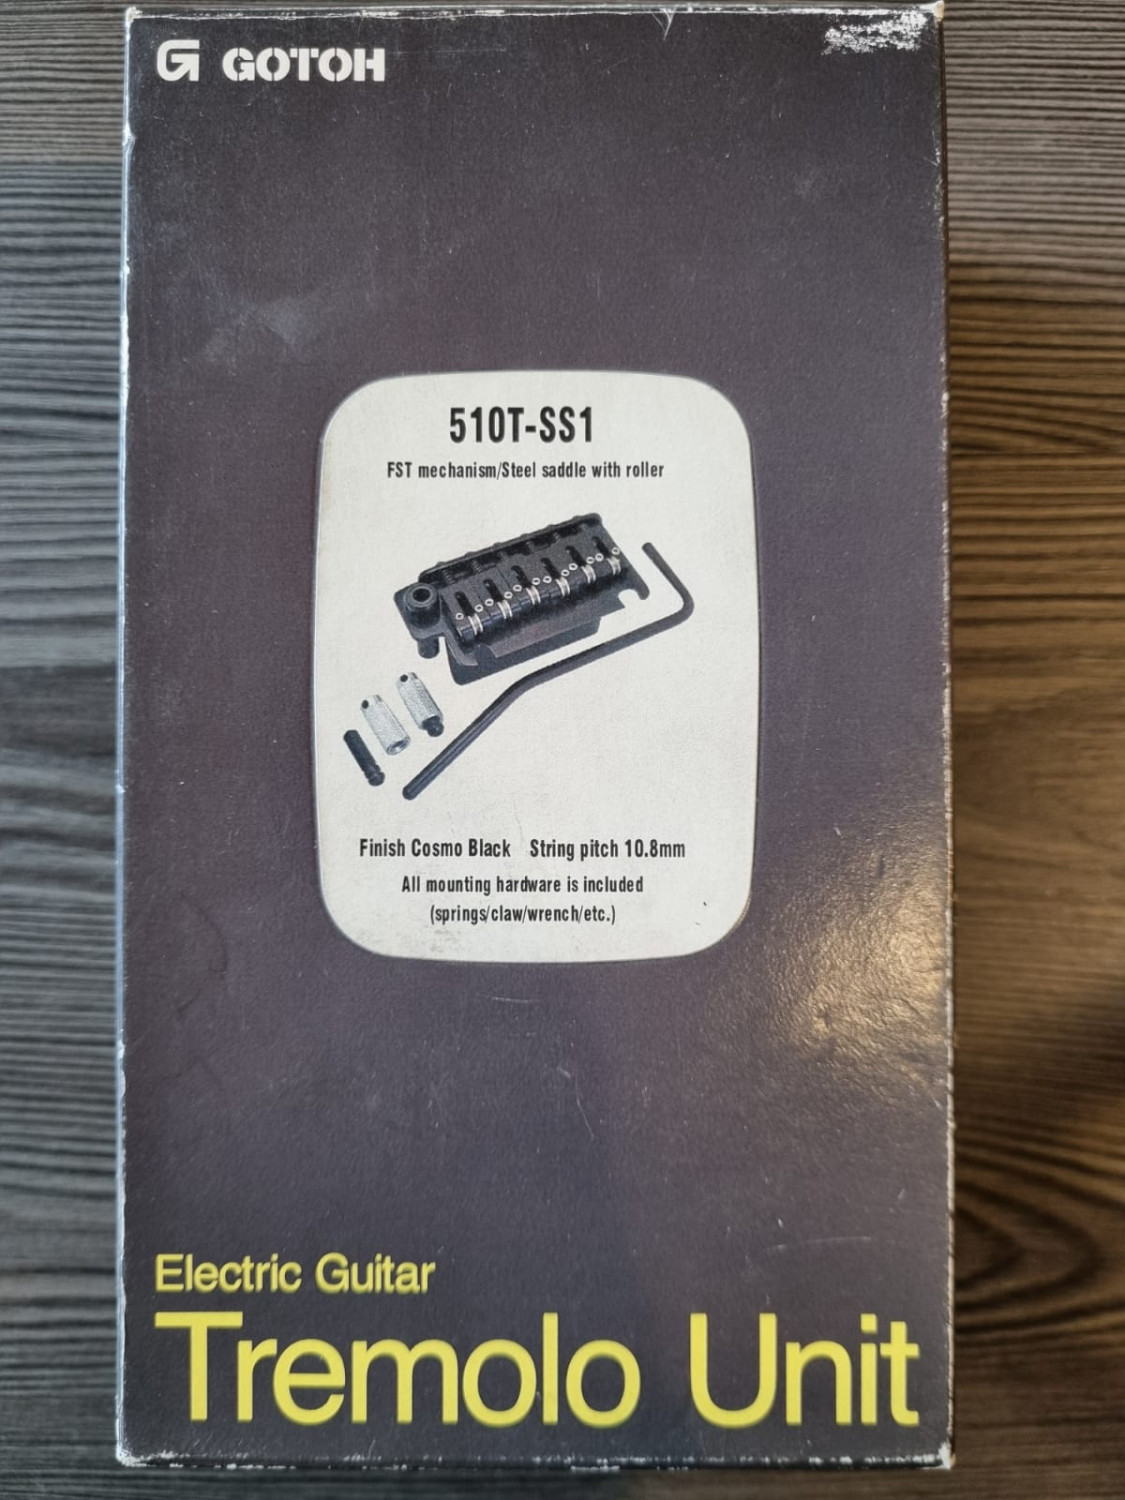 GOTOH
510T-SS1
FST mechanism/Steel saddle with roller
Finish Cosmo Black String pitch 10.8mm
All mounting hardware is included
(springs/claw/wrench/etc.)
Electric Guitar
Tremolo Unit